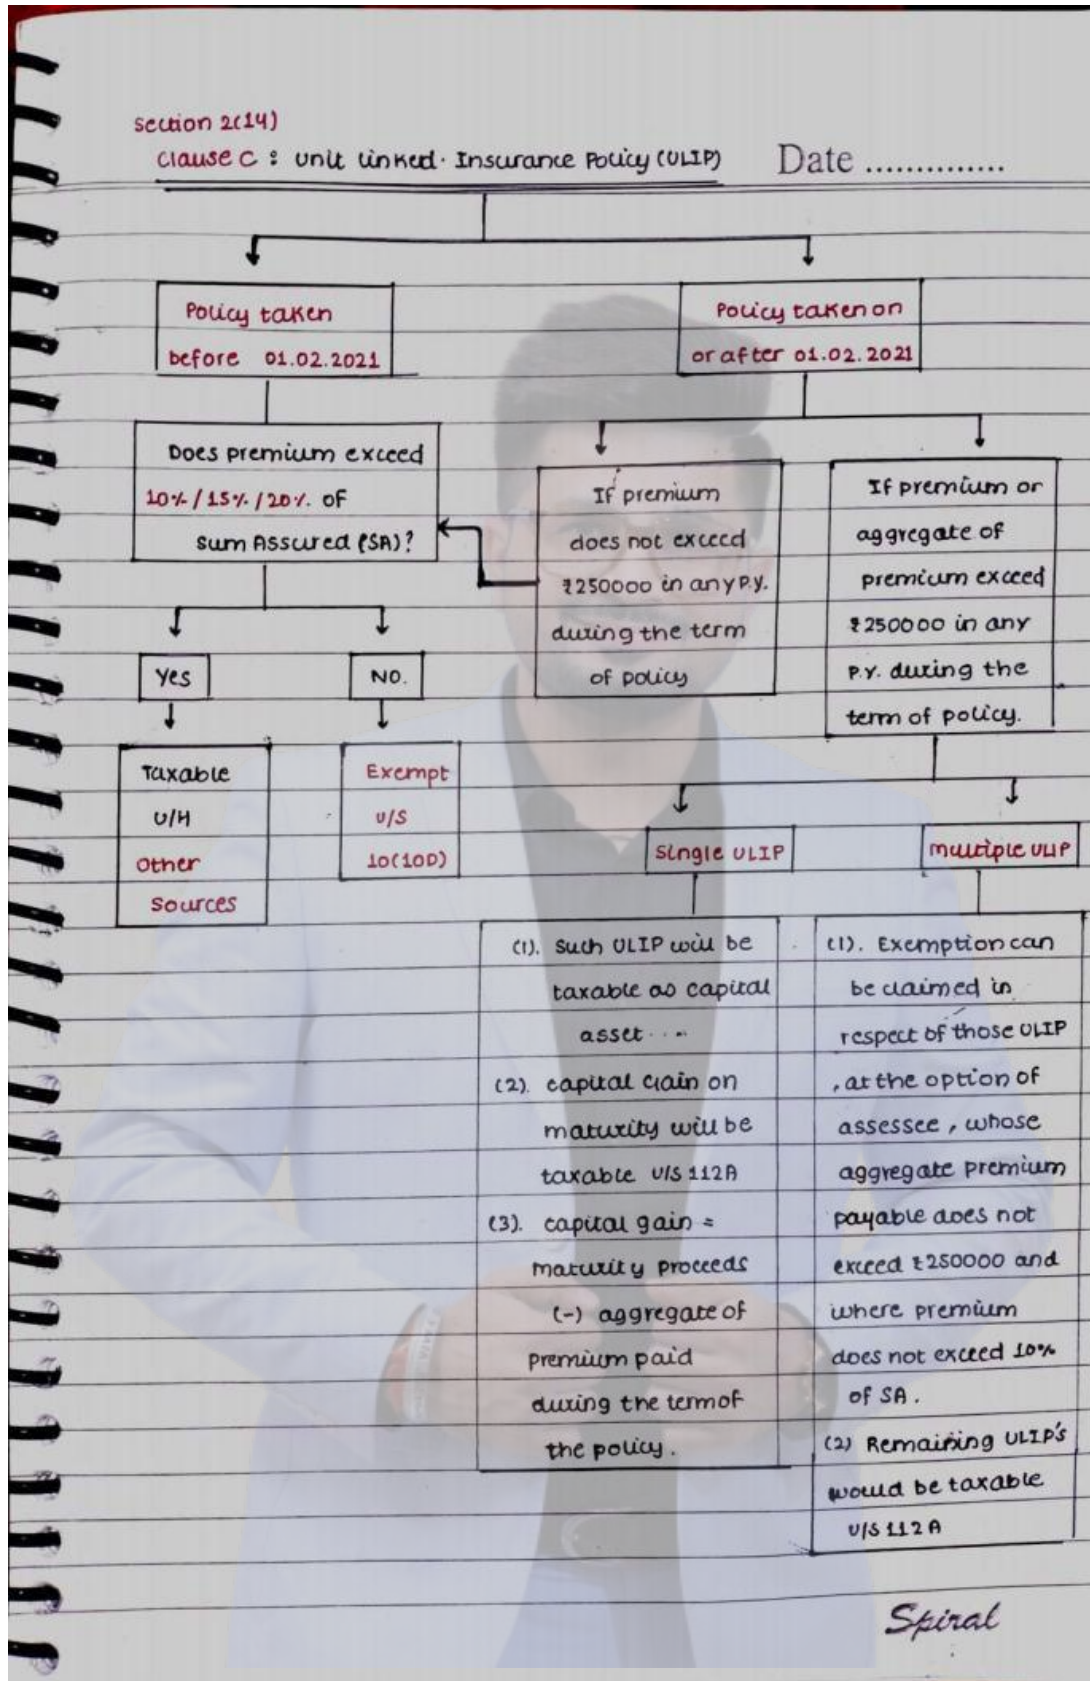 Section 2(14)
Clause C : Unit Linked. Insurance Policy (ULIP)
Date ..............
Policy taken
before 01.02.2021
Policy taken on
or after 01.02.2021
Does premium exceed
10% / 15% / 20% of
Sum Assured (SA)?
If premium
does not exceed
₹250000 in any P.Y.
during the term
of policy
If premium or
aggregate of
premium exceed
₹250000 in any
P.Y. during the
term of policy.
Yes
NO.
Taxable
U/H
Other
Sources
Exempt
U/S
10(10D)
Single ULIP
multiple ULIP
(1). Such ULIP will be
taxable as capital
asset....
(2). Capital Gain on
maturity will be
taxable U/S 112A
(3). Capital gain =
maturity proceeds
(-) aggregate of
premium paid
during the term of
the policy.
(1). Exemption can
be claimed in
respect of those ULIP
, at the option of
assessee, whose
aggregate premium
payable does not
exceed ₹250000 and
where premium
does not exceed 10%
of SA.
(2) Remaining ULIP's
would be taxable
U/S 112A
Spiral